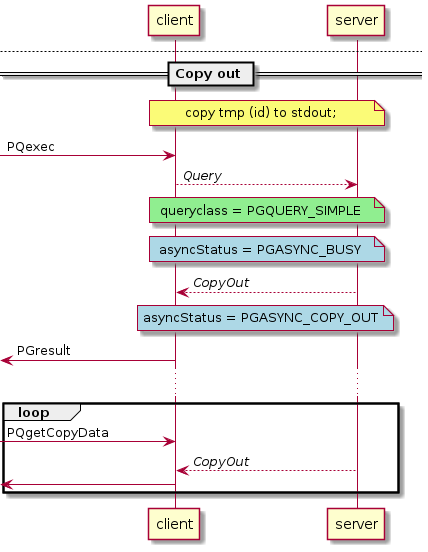 client server
Copy out
copy tmp (id) to stdout;
PQexec
Query
queryclass = PGQUERY_SIMPLE
asyncStatus = PGASYNC_BUSY
CopyOut
asyncStatus = PGASYNC_COPY_OUT
PGresult
loop
PQgetCopyData
CopyOut
client server